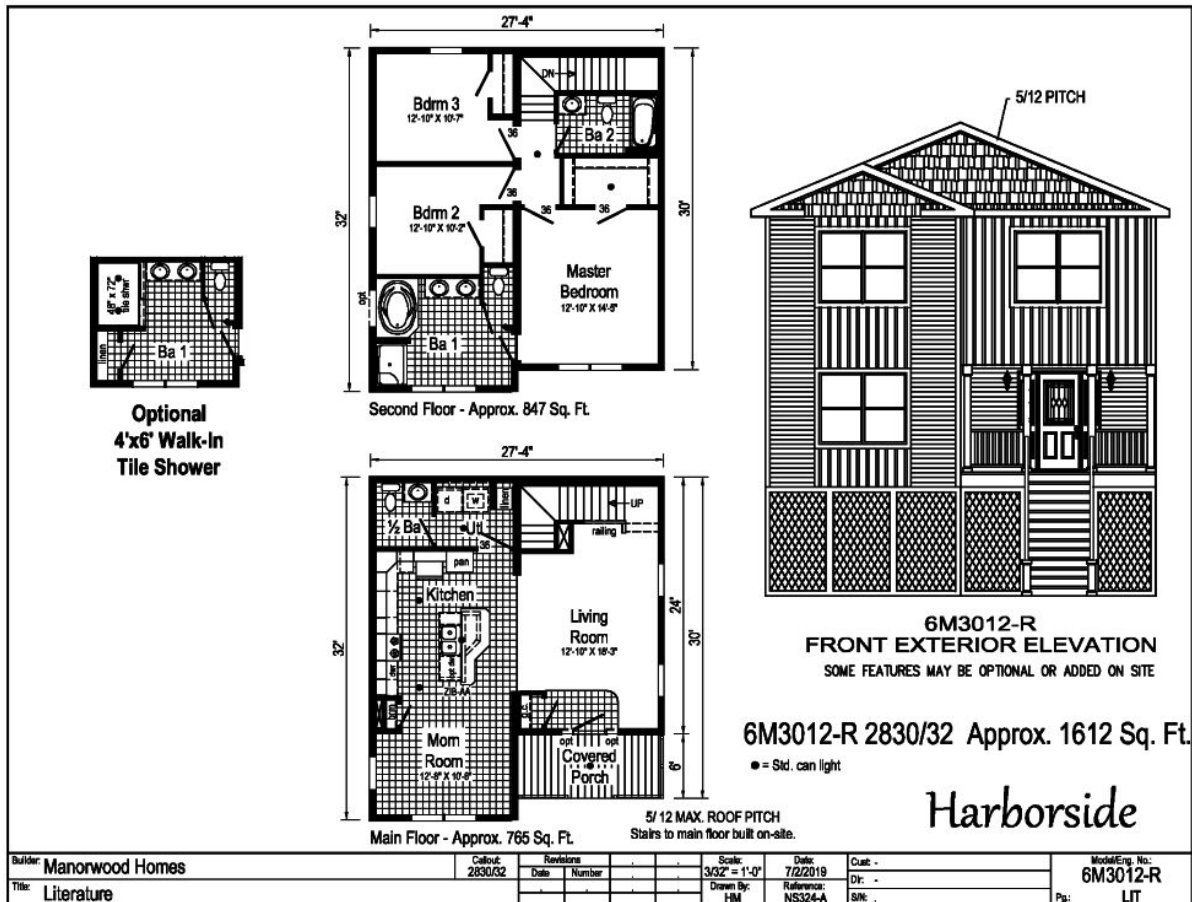 27'-4"
32'
30'
DN
Bdrm 3
12'-10" X 10'-7"
36
Ba 2
36
Bdrm 2
12'-10" X 10'-2"
36
36
Master
Bedroom
12'-10" X 14'-5"
opt
Ba 1
Second Floor - Approx. 847 Sq. Ft.
48" x 72"
tile shwr
linen
Ba 1
Optional
4'x6' Walk-In
Tile Shower
5/12 PITCH
27'-4"
32'
24'
30'
6'
½ Ba
d
w
linen
Utl
36
UP
railing
pan
Kitchen
opt dw
Living
Room
12'-10" X 18'-3"
Morn
Room
12'-8" X 10'-6"
opt
opt
Covered
Porch
Main Floor - Approx. 765 Sq. Ft.
5/ 12 MAX. ROOF PITCH
Stairs to main floor built on-site.
6M3012-R
FRONT EXTERIOR ELEVATION
SOME FEATURES MAY BE OPTIONAL OR ADDED ON SITE
6M3012-R 2830/32 Approx. 1612 Sq. Ft.
● = Std. can light
Harborside
Builder: Manorwood Homes
Title: Literature
Callout:
2830/32
Revisions
Date Number
Scale:
3/32" = 1'-0"
Drawn By:
HM
Date:
7/2/2019
Reference:
NS324-A
Cust: -
Dir: -
S/N: .
Model/Eng. No.:
6M3012-R
Pg.: LIT